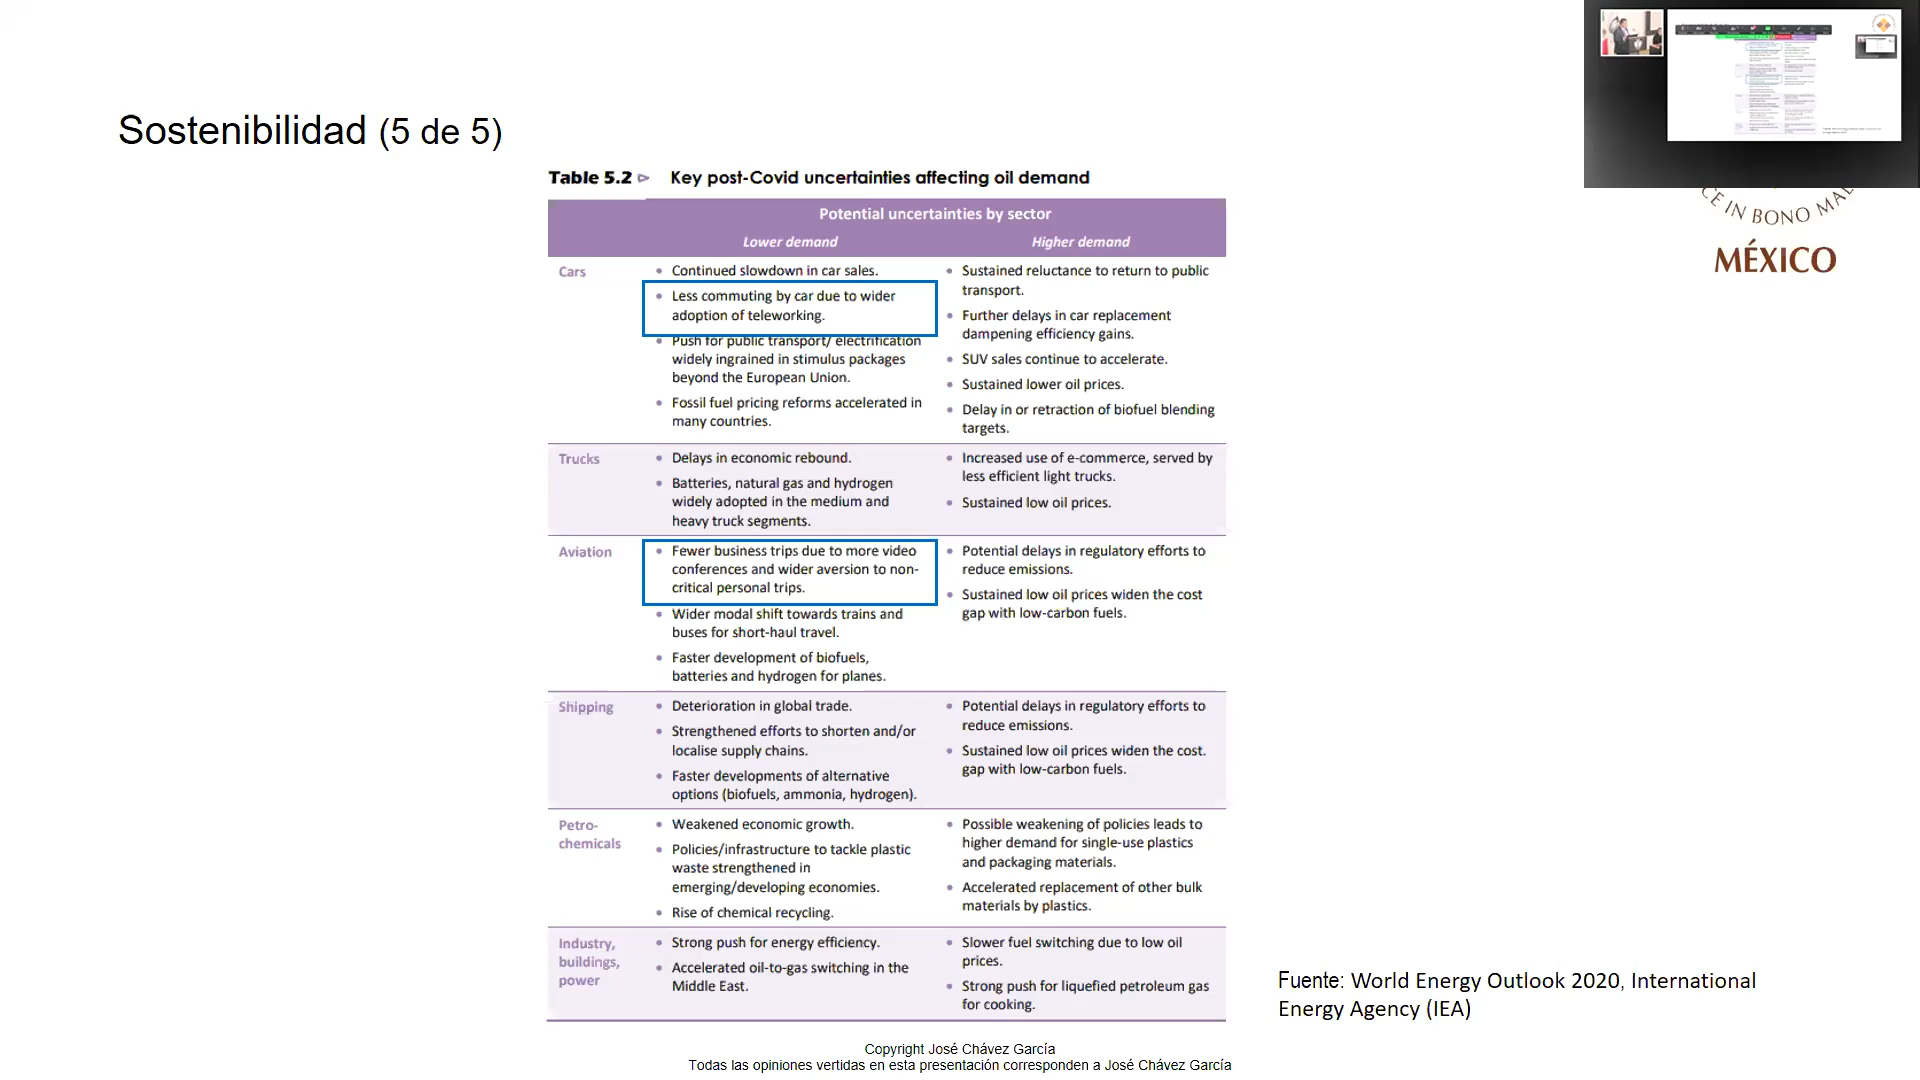 Sostenibilidad (5 de 5)
CE IN BONO MAL
MÉXICO
Table 5.2 ▷ Key post-Covid uncertainties affecting oil demand
Potential uncertainties by sector
Lower demand
Higher demand
Cars
• Continued slowdown in car sales.
• Less commuting by car due to wider
adoption of teleworking.
• Push for public transport/ electrification
widely ingrained in stimulus packages
beyond the European Union.
• Fossil fuel pricing reforms accelerated in
many countries.
• Sustained reluctance to return to public
transport.
• Further delays in car replacement
dampening efficiency gains.
• SUV sales continue to accelerate.
• Sustained lower oil prices.
• Delay in or retraction of biofuel blending
targets.
Trucks
• Delays in economic rebound.
• Batteries, natural gas and hydrogen
widely adopted in the medium and
heavy truck segments.
• Increased use of e-commerce, served by
less efficient light trucks.
• Sustained low oil prices.
Aviation
• Fewer business trips due to more video
conferences and wider aversion to non-
critical personal trips.
• Wider modal shift towards trains and
buses for short-haul travel.
• Faster development of biofuels,
batteries and hydrogen for planes.
• Potential delays in regulatory efforts to
reduce emissions.
• Sustained low oil prices widen the cost
gap with low-carbon fuels.
Shipping
• Deterioration in global trade.
• Strengthened efforts to shorten and/or
localise supply chains.
• Faster developments of alternative
options (biofuels, ammonia, hydrogen).
• Potential delays in regulatory efforts to
reduce emissions.
• Sustained low oil prices widen the cost.
gap with low-carbon fuels.
Petro-
chemicals
• Weakened economic growth.
• Policies/infrastructure to tackle plastic
waste strengthened in
emerging/developing economies.
• Rise of chemical recycling.
• Possible weakening of policies leads to
higher demand for single-use plastics
and packaging materials.
• Accelerated replacement of other bulk
materials by plastics.
Industry,
buildings,
power
• Strong push for energy efficiency.
• Accelerated oil-to-gas switching in the
Middle East.
• Slower fuel switching due to low oil
prices.
• Strong push for liquefied petroleum gas
for cooking.
Fuente: World Energy Outlook 2020, International
Energy Agency (IEA)
Copyright José Chávez García
Todas las opiniones vertidas en esta presentación corresponden a José Chávez García